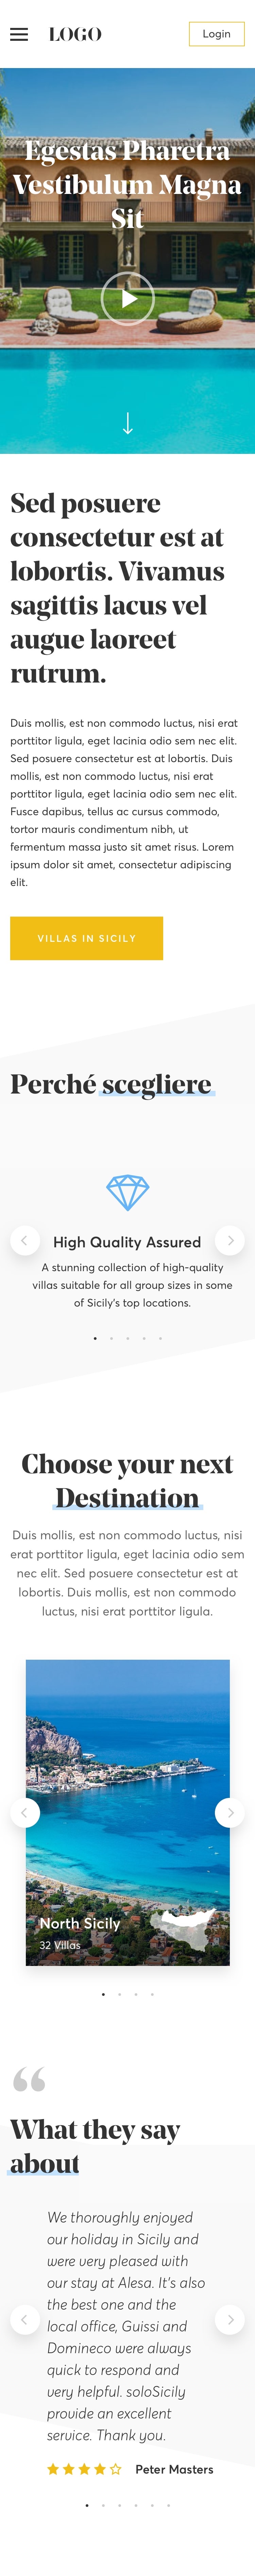 LOGO
Login
Egestas Pharetra
Vestibulum Magna
Sit
Sed posuere
consectetur est at
lobortis. Vivamus
sagittis lacus vel
augue laoreet
rutrum.
Duis mollis, est non commodo luctus, nisi erat
porttitor ligula, eget lacinia odio sem nec elit.
Sed posuere consectetur est at lobortis. Duis
mollis, est non commodo luctus, nisi erat
porttitor ligula, eget lacinia odio sem nec elit.
Fusce dapibus, tellus ac cursus commodo,
tortor mauris condimentum nibh, ut
fermentum massa justo sit amet risus. Lorem
ipsum dolor sit amet, consectetur adipiscing
elit.
VILLAS IN SICILY
Perché scegliere
High Quality Assured
A stunning collection of high-quality
villas suitable for all group sizes in some
of Sicily's top locations.
Choose your next
Destination
Duis mollis, est non commodo luctus, nisi
erat porttitor ligula, eget lacinia odio sem
nec elit. Sed posuere consectetur est at
lobortis. Duis mollis, est non commodo
luctus, nisi erat porttitor ligula.
North Sicily
32 Villas
“
What they say
about
We thoroughly enjoyed
our holiday in Sicily and
were very pleased with
our stay at Alesa. It's also
the best one and the
local office, Guissi and
Domineco were always
quick to respond and
very helpful. soloSicily
provide an excellent
service. Thank you.
Peter Masters